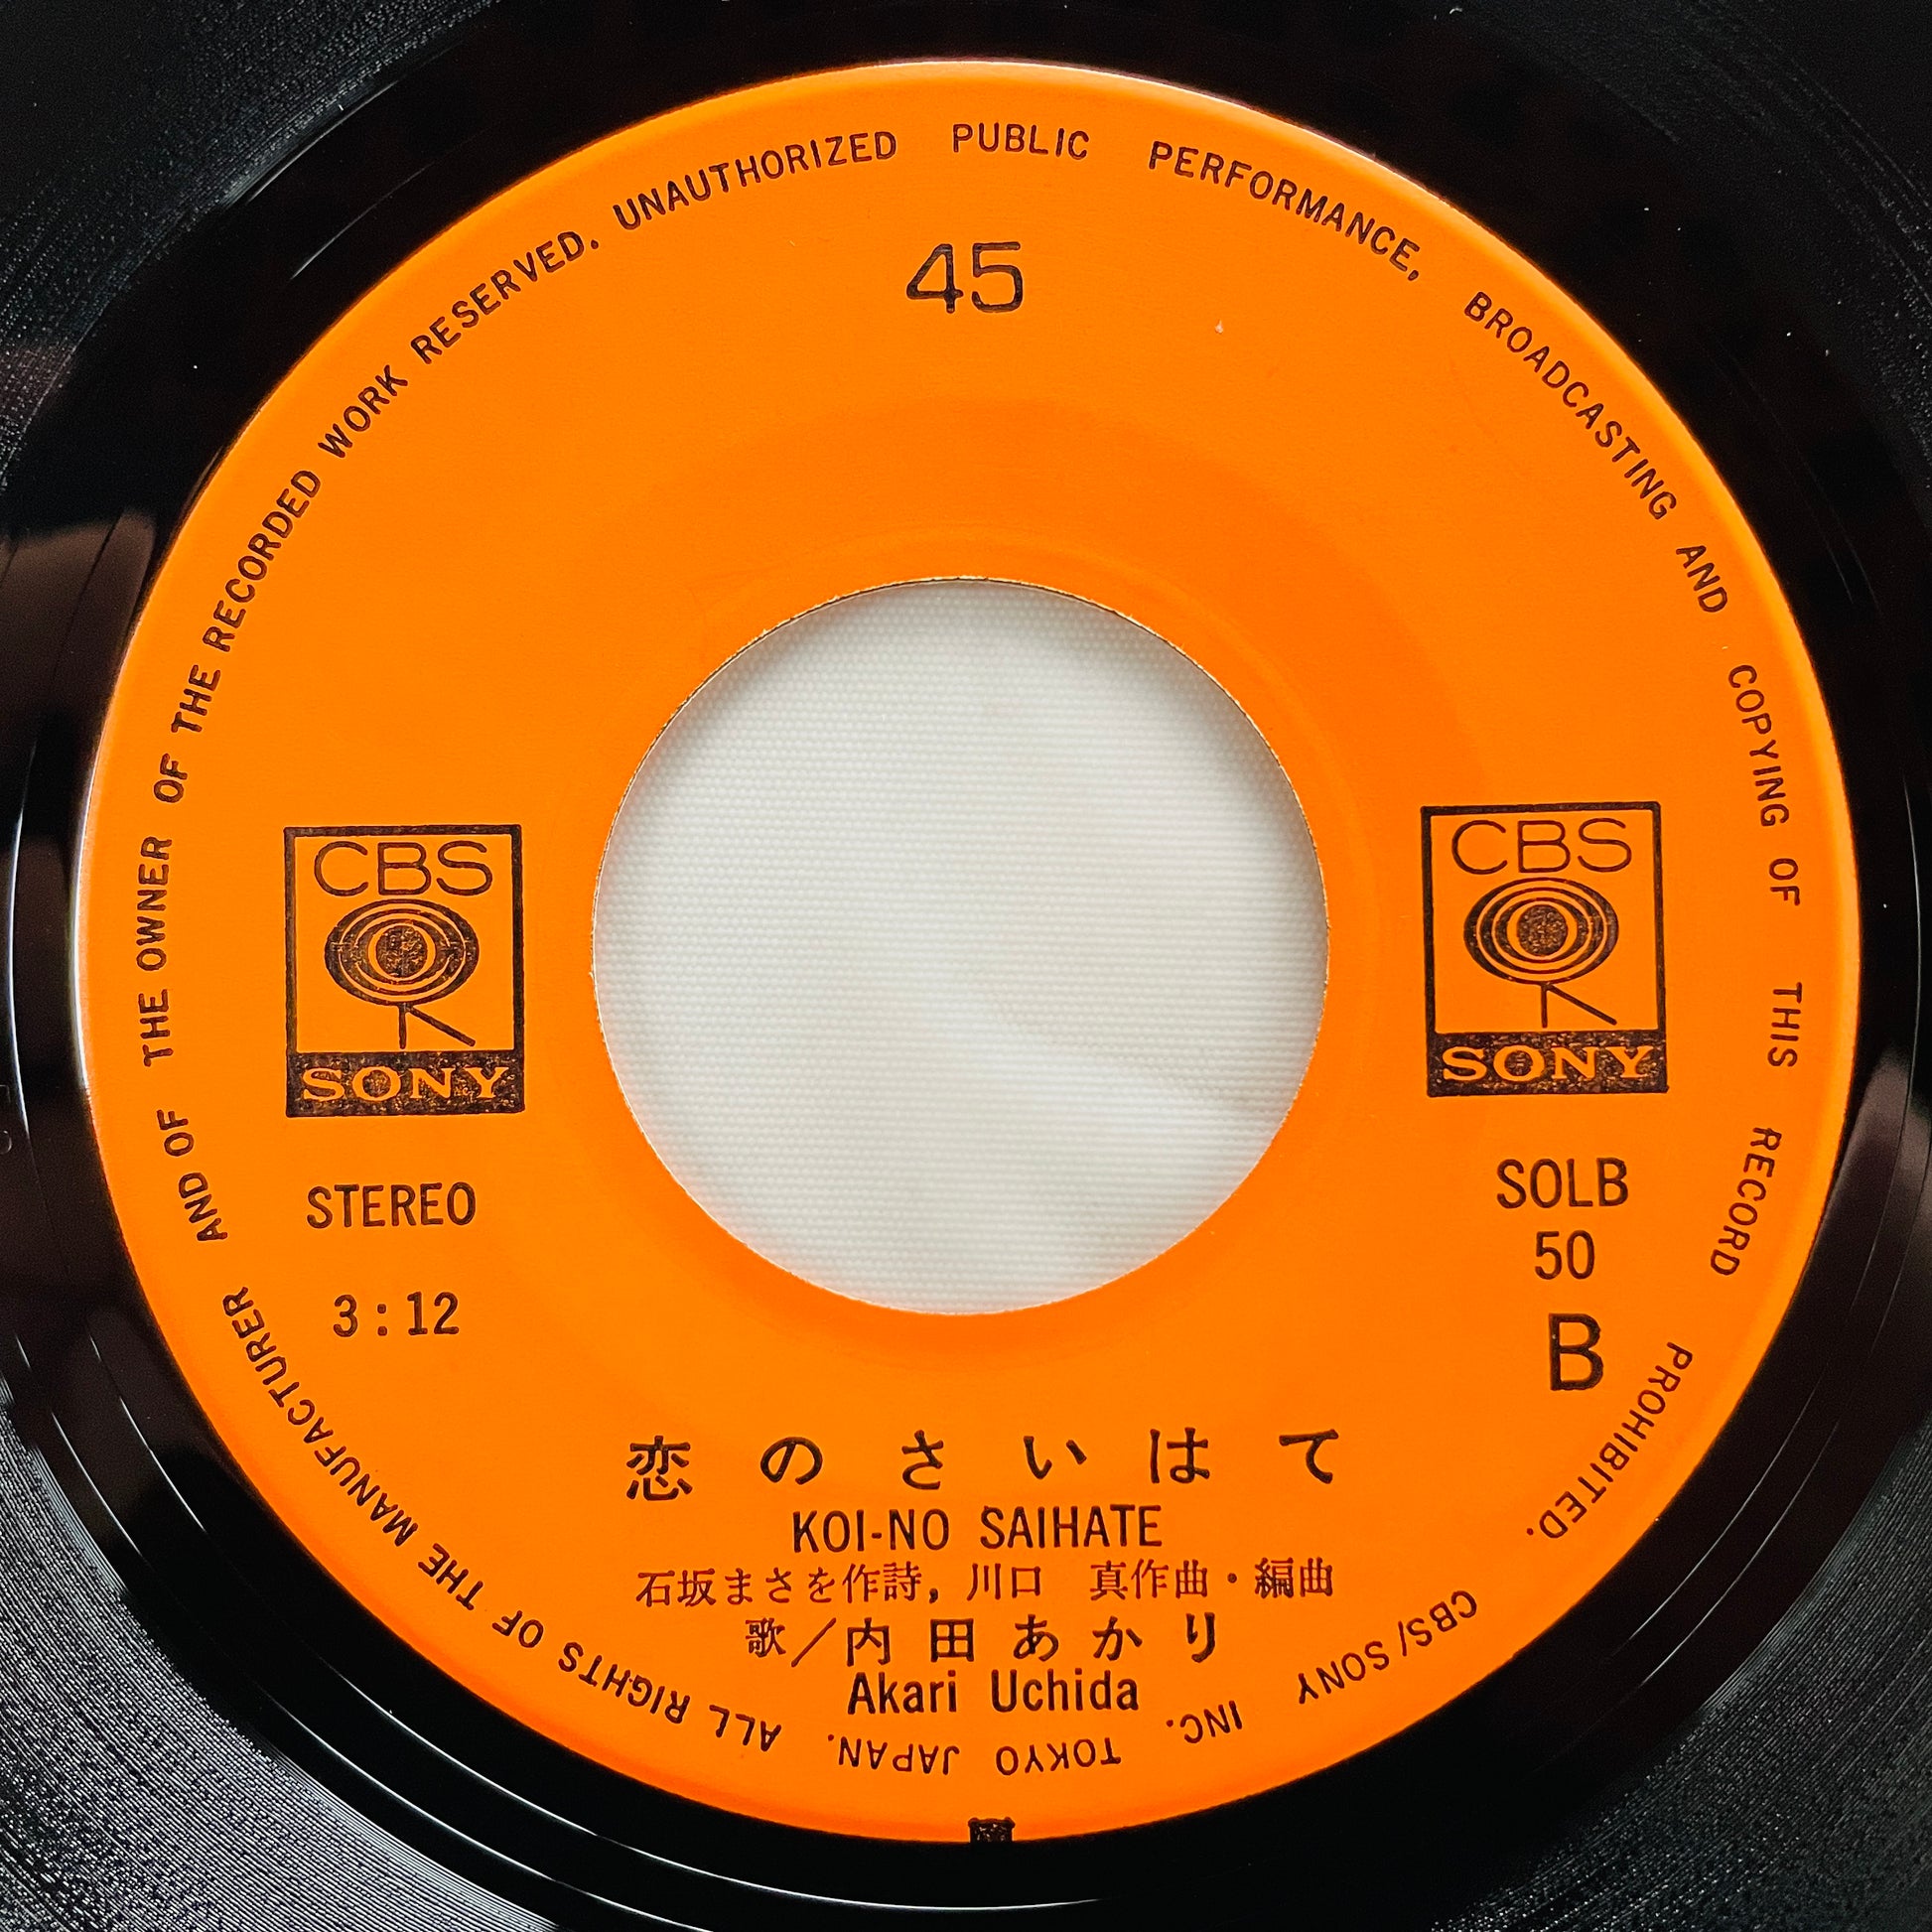 ALL RIGHTS OF THE MANUFACTURER AND OF THE OWNER OF THE RECORDED WORK RESERVED. UNAUTHORIZED PUBLIC PERFORMANCE, BROADCASTING AND COPYING OF THIS RECORD PROHIBITED. CBS/SONY INC. TOKYO JAPAN.
45
CBS
SONY
CBS
SONY
STEREO
3:12
SOLB
50
B
恋のさいはて
KOI-NO SAIHATE
石坂まさを作詩, 川口 真作曲・編曲
歌／内田あかり
Akari Uchida